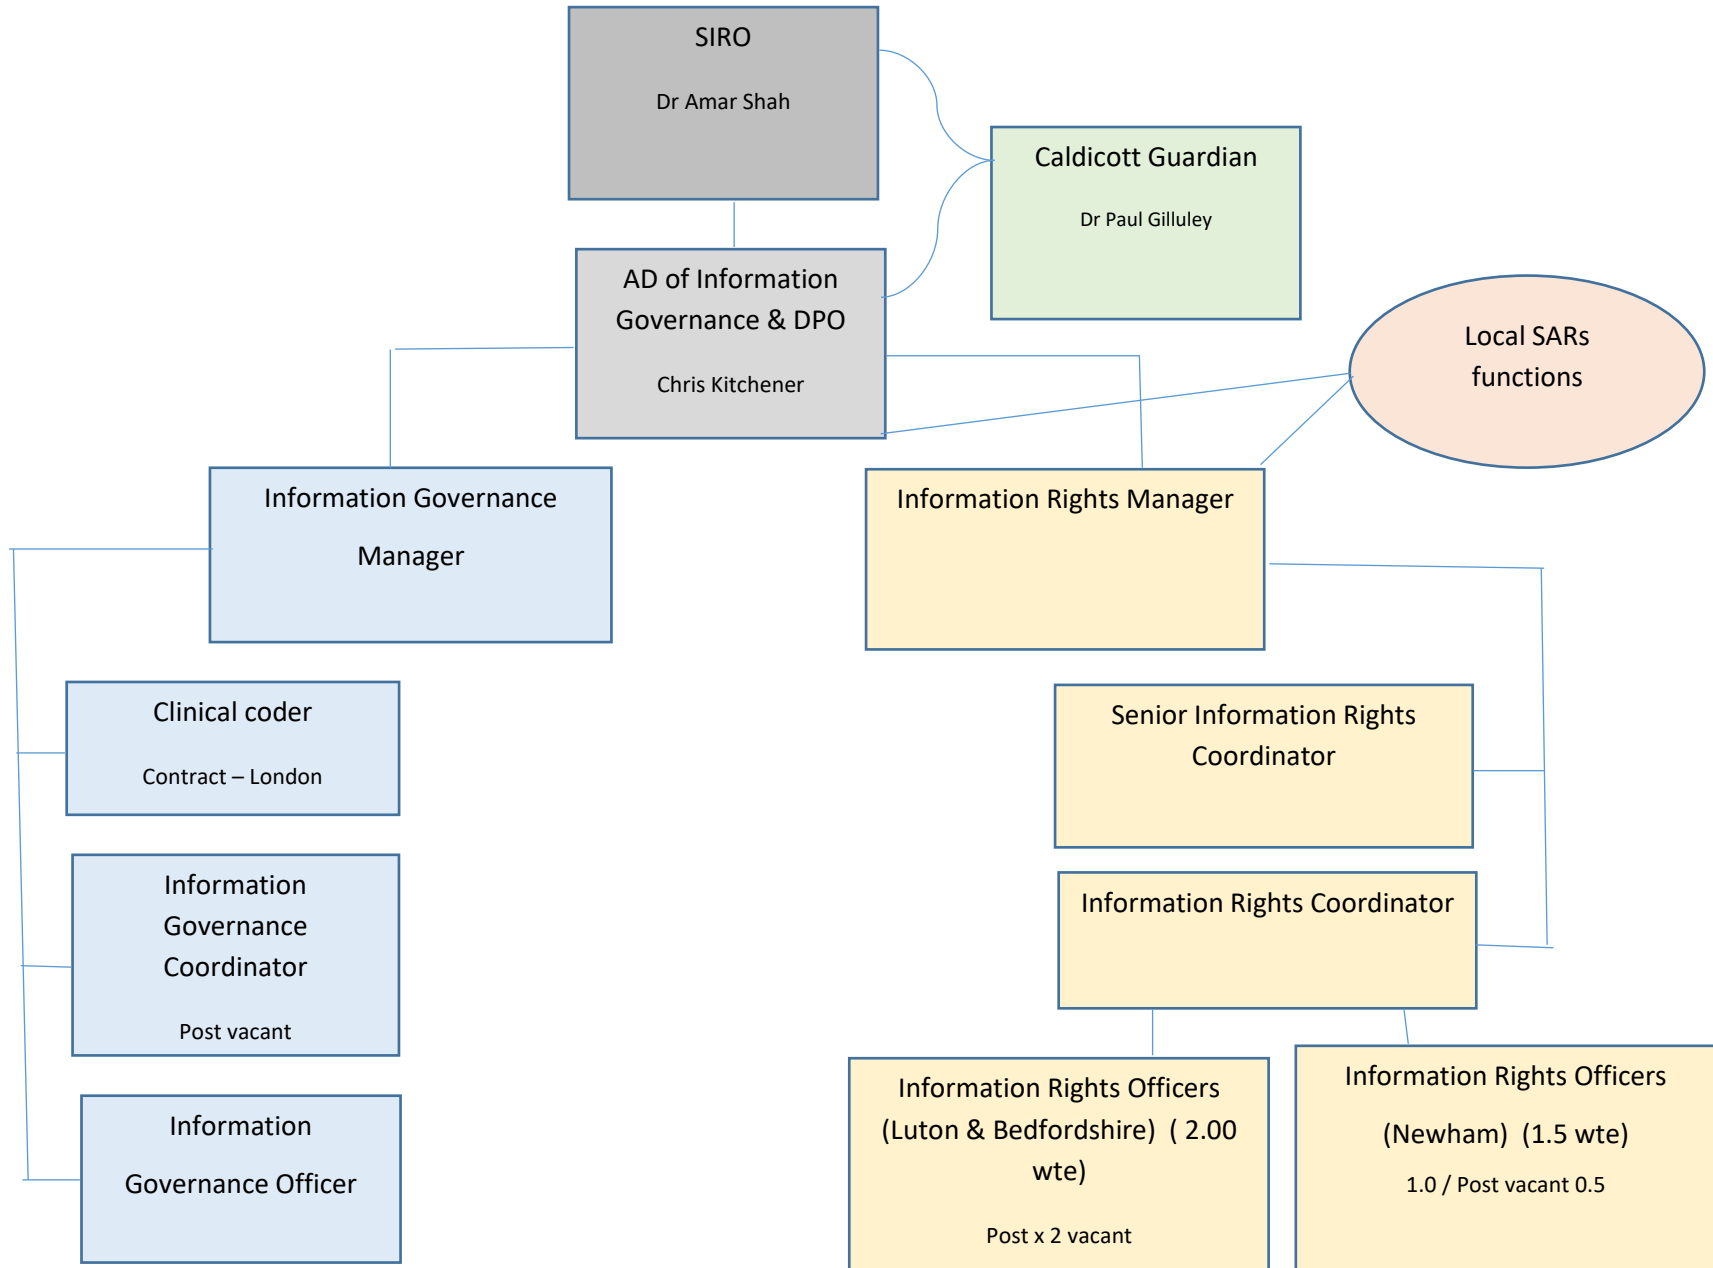 SIRO
Dr Amar Shah
Caldicott Guardian
Dr Paul Gilluley
AD of Information
Governance & DPO
Chris Kitchener
Local SARs
functions
Information Governance
Manager
Information Rights Manager
Clinical coder
Contract – London
Senior Information Rights
Coordinator
Information
Governance
Coordinator
Post vacant
Information Rights Coordinator
Information
Governance Officer
Information Rights Officers
(Luton & Bedfordshire) ( 2.00
wte)
Post x 2 vacant
Information Rights Officers
(Newham) (1.5 wte)
1.0 / Post vacant 0.5